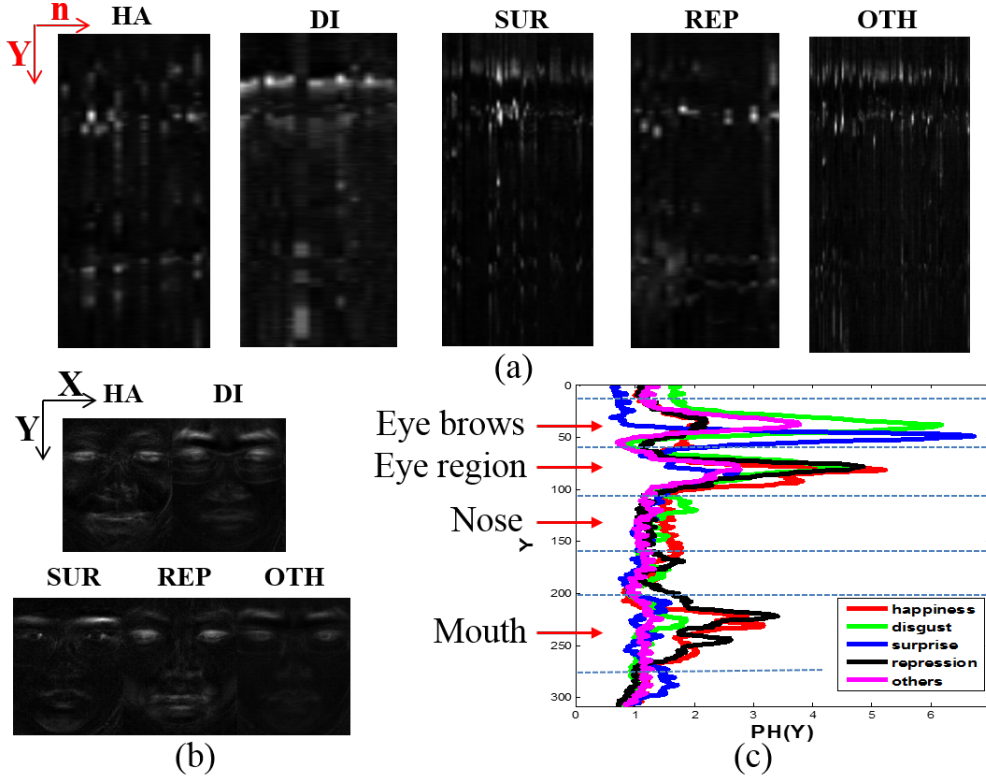 n
Y
HA
DI
SUR
REP
OTH
(a)
X
Y
HA
DI
SUR
REP
OTH
(b)
Eye brows
Eye region
Nose
Mouth
0
50
100
150
200
250
300
Y
happiness
disgust
surprise
repression
others
0 1 2 3 4 5 6
PH(Y)
(c)